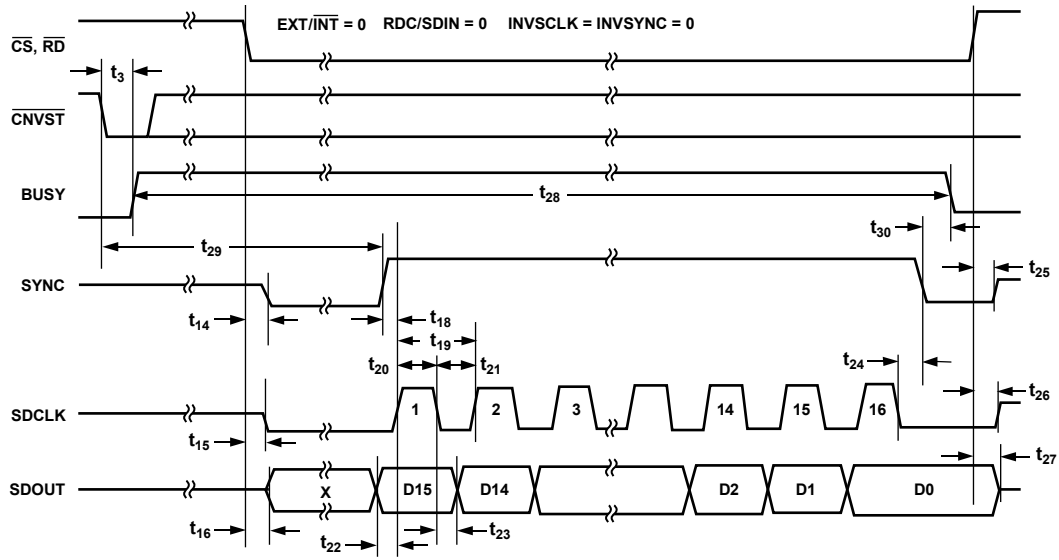 EXT/INT = 0 RDC/SDIN = 0 INVSCLK = INVSYNC = 0
CS, RD
t3
CNVST
BUSY
t28
t29
t30
SYNC
t25
t14
t18
t19
t20
t21
t24
t26
SDCLK
1 2 3 14 15 16
t15
t27
SDOUT
X D15 D14 D2 D1 D0
t16
t22
t23